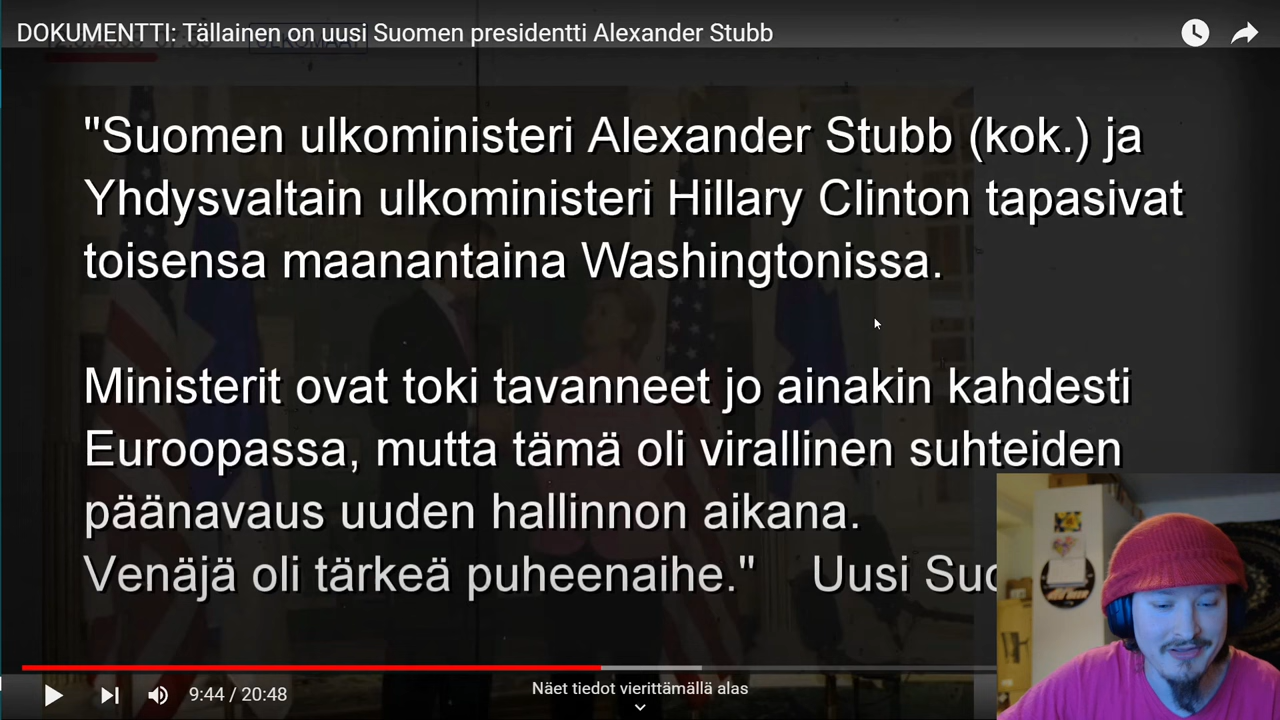 DOKUMENTTI: Tällainen on uusi Suomen presidentti Alexander Stubb
"Suomen ulkoministeri Alexander Stubb (kok.) ja
Yhdysvaltain ulkoministeri Hillary Clinton tapasivat
toisensa maanantaina Washingtonissa.
Ministerit ovat toki tavanneet jo ainakin kahdesti
Euroopassa, mutta tämä oli virallinen suhteiden
päänavaus uuden hallinnon aikana.
Venäjä oli tärkeä puheenaihe." Uusi
9:44 / 20:48
Näet tiedot vierittämällä alas